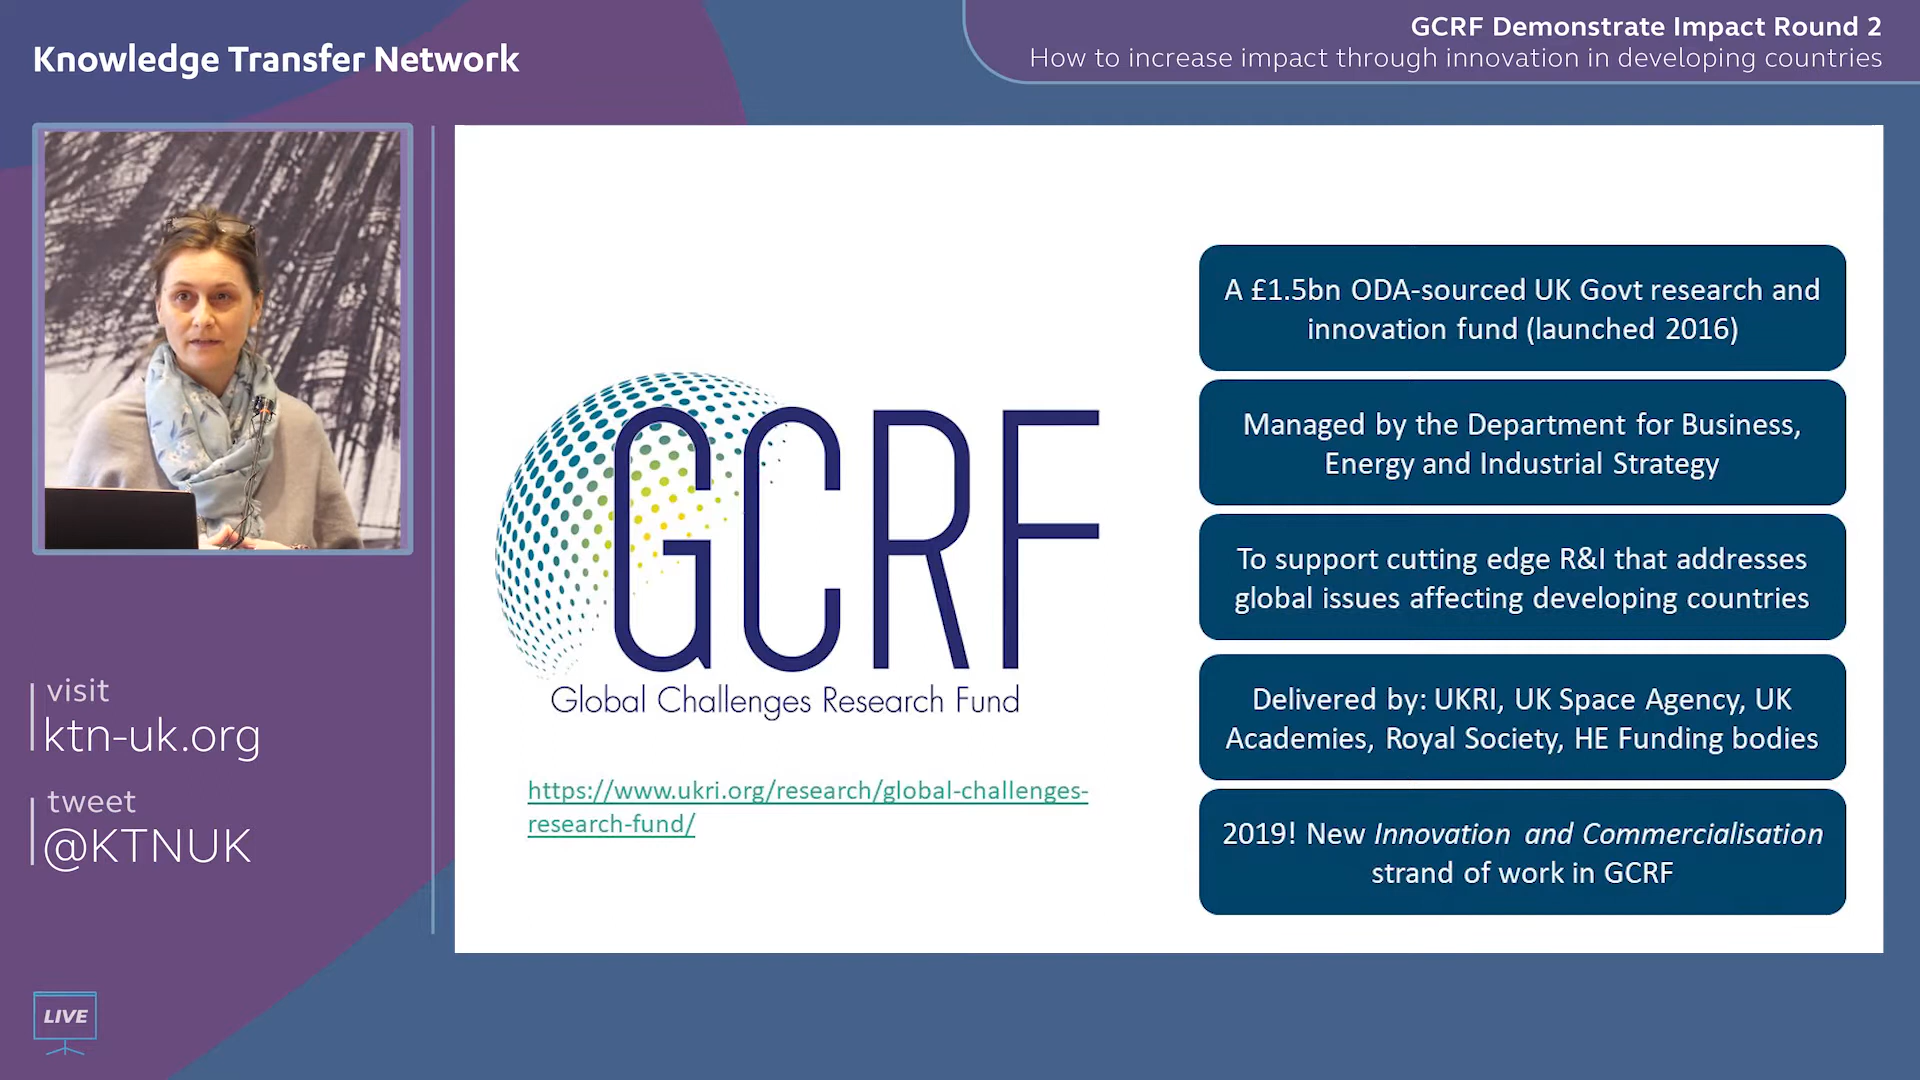 Knowledge Transfer Network
GCRF Demonstrate Impact Round 2
How to increase impact through innovation in developing countries
visit
ktn-uk.org
tweet
@KTNUK
LIVE
GCRF
Global Challenges Research Fund
https://www.ukri.org/research/global-challenges-
research-fund/
A £1.5bn ODA-sourced UK Govt research and
innovation fund (launched 2016)
Managed by the Department for Business,
Energy and Industrial Strategy
To support cutting edge R&I that addresses
global issues affecting developing countries
Delivered by: UKRI, UK Space Agency, UK
Academies, Royal Society, HE Funding bodies
2019! New Innovation and Commercialisation
strand of work in GCRF